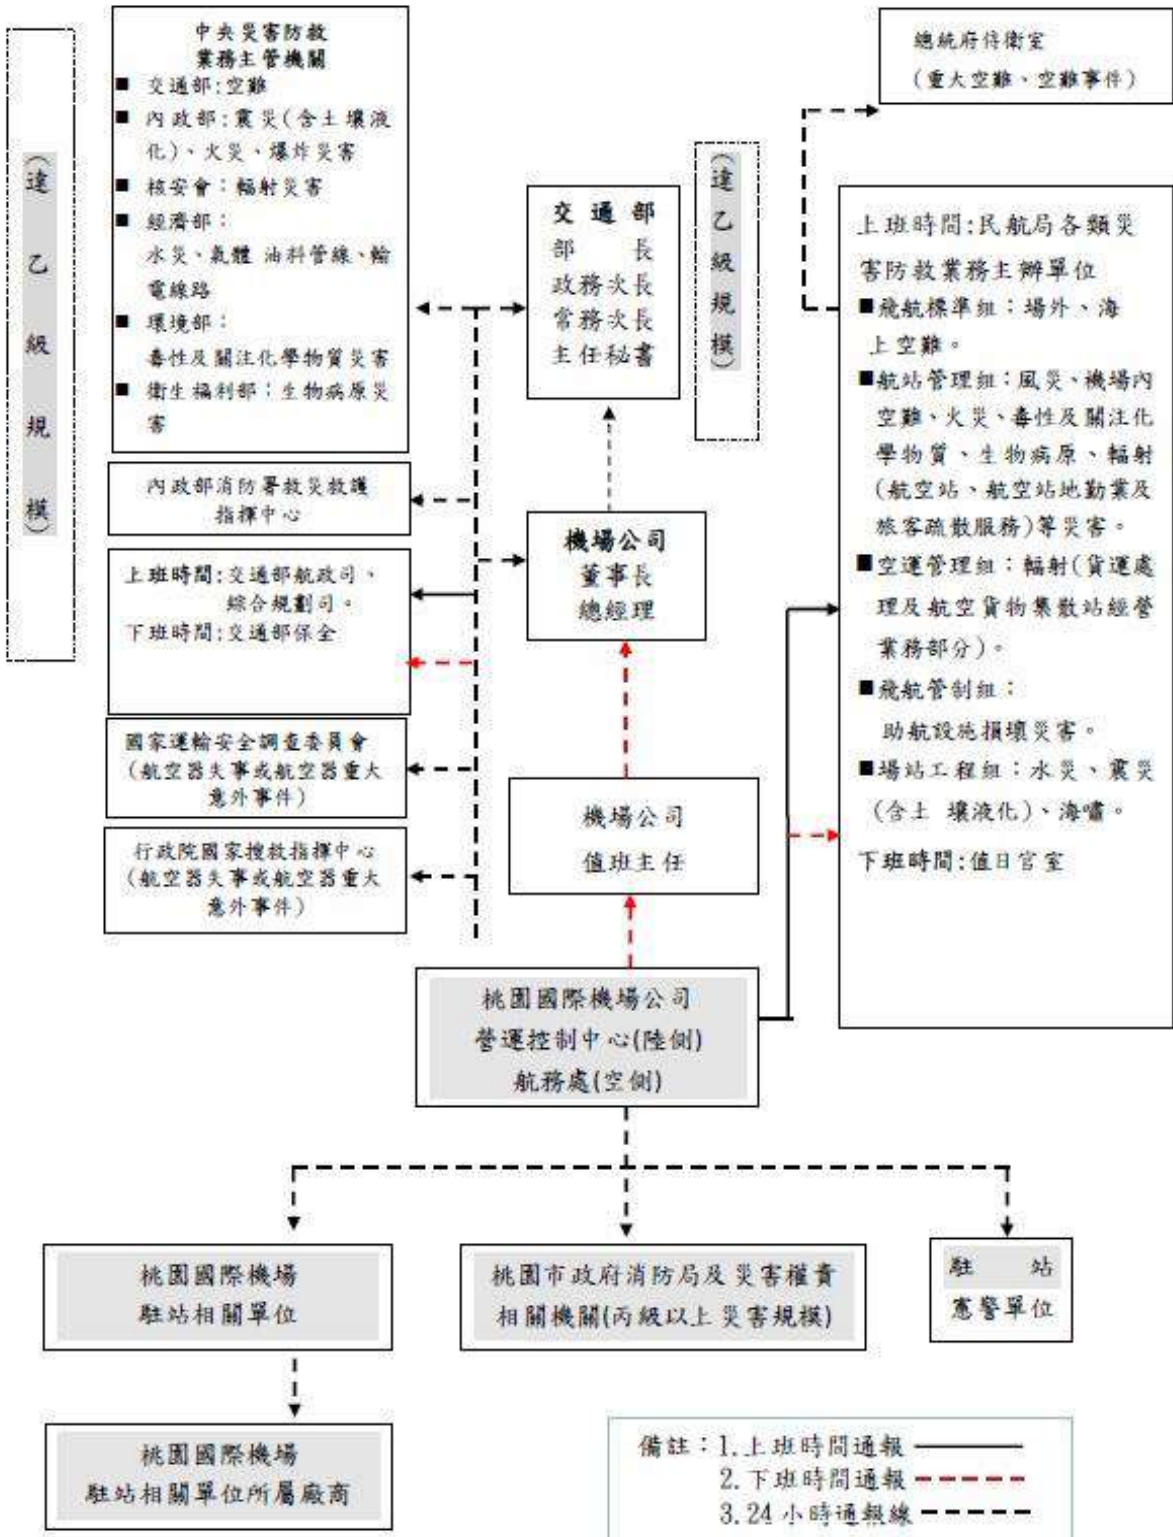 (達乙級規模)
中央災害防救
業務主管機關
■ 交通部:空難
■ 內政部:震災(含土壤液
化)、火災、爆炸災害
■ 核安會:輻射災害
■ 經濟部:
水災、氣體 油料管線、輸
電線路
■ 環境部:
毒性及關注化學物質災害
■ 衛生福利部:生物病原災
害
內政部消防署救災救護
指揮中心
上班時間:交通部航政司、
綜合規劃司。
下班時間:交通部保全
國家運輸安全調查委員會
(航空器失事或航空器重大
意外事件)
行政院國家搜救指揮中心
(航空器失事或航空器重大
意外事件)
交通部
部 長
政務次長
常務次長
主任秘書
(達乙級規模)
機場公司
董事長
總經理
機場公司
值班主任
總統府侍衛室
(重大空難、空難事件)
上班時間:民航局各類災
害防救業務主辦單位
■飛航標準組:場外、海
上空難。
■航站管理組:風災、機場內
空難、火災、毒性及關注化
學物質、生物病原、輻射
(航空站、航空站地勤業及
旅客疏散服務)等災害。
■空運管理組:輻射(貨運處
理及航空貨物集散站經營
業務部分)。
■飛航管制組:
助航設施損壞災害。
■場站工程組:水災、震災
(含土 壤液化)、海嘯。
下班時間:值日官室
桃園國際機場公司
營運控制中心(陸側)
航務處(空側)
桃園國際機場
駐站相關單位
桃園市政府消防局及災害權責
相關機關(丙級以上災害規模)
駐 站
憲警單位
桃園國際機場
駐站相關單位所屬廠商
備註:1.上班時間通報
2.下班時間通報
3.24 小時通報線